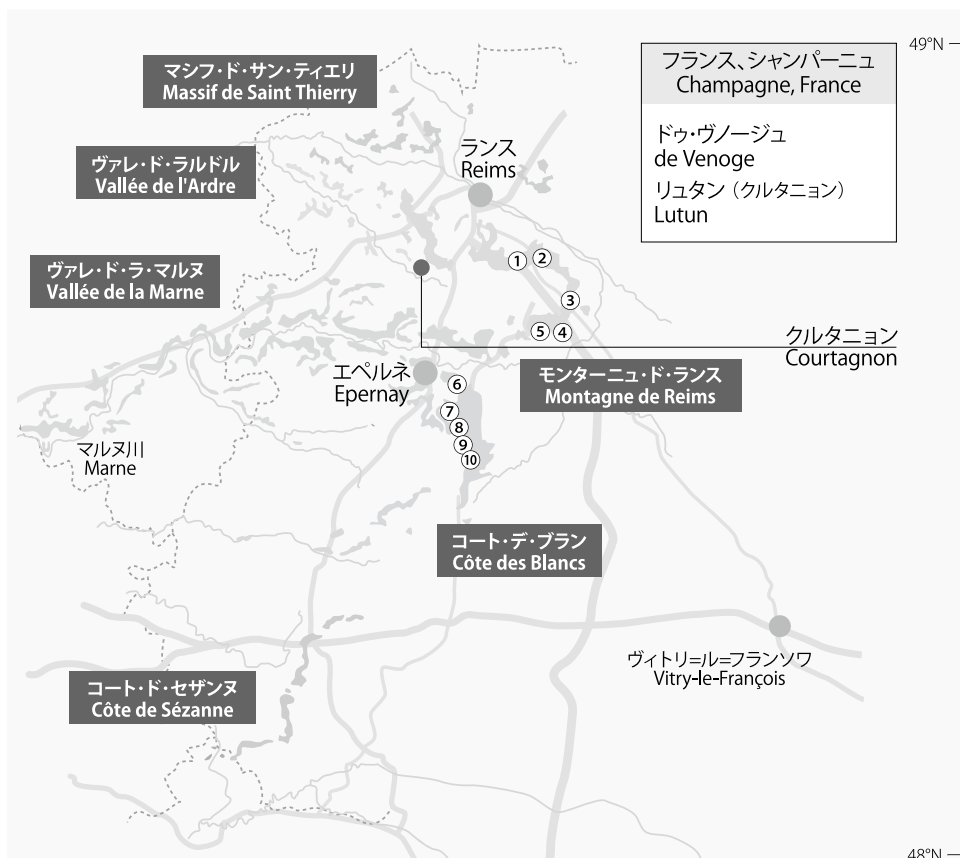 49°N
フランス、シャンパーニュ
Champagne, France
ドゥ・ヴノージュ
de Venoge
リュタン（クルタニョン）
Lutun
マシフ・ド・サン・ティエリ
Massif de Saint Thierry
ランス
Reims
ヴァレ・ド・ラルドル
Vallée de l'Ardre
ヴァレ・ド・ラ・マルヌ
Vallée de la Marne
①
②
③
④
⑤
クルタニョン
Courtagnon
エペルネ
Epernay
モンターニュ・ド・ランス
Montagne de Reims
⑥
⑦
⑧
⑨
⑩
マルヌ川
Marne
コート・デ・ブラン
Côte des Blancs
ヴィトリ=ル=フランソワ
Vitry-le-François
コート・ド・セザンヌ
Côte de Sézanne
48°N